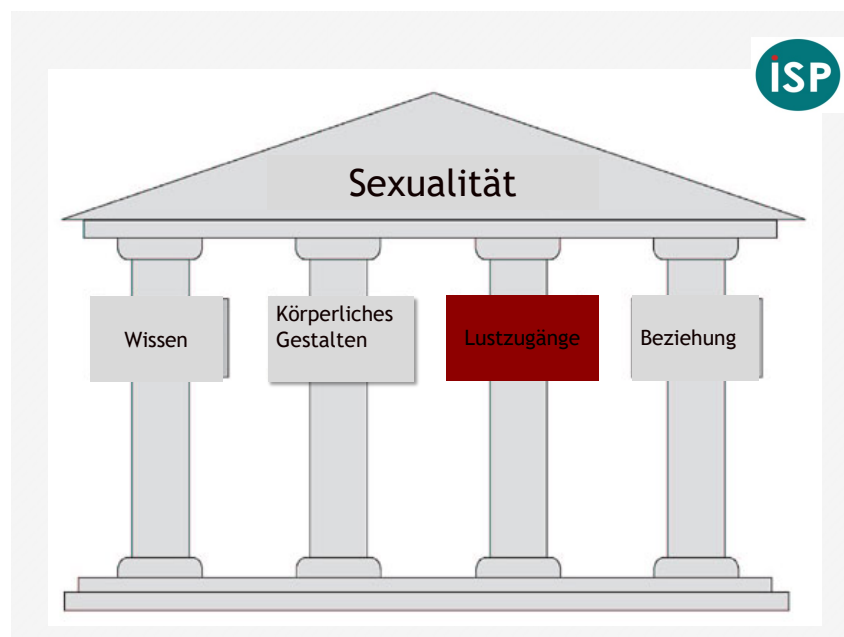 iSP
Sexualität
Wissen
Körperliches
Gestalten
Lustzugänge
Beziehung